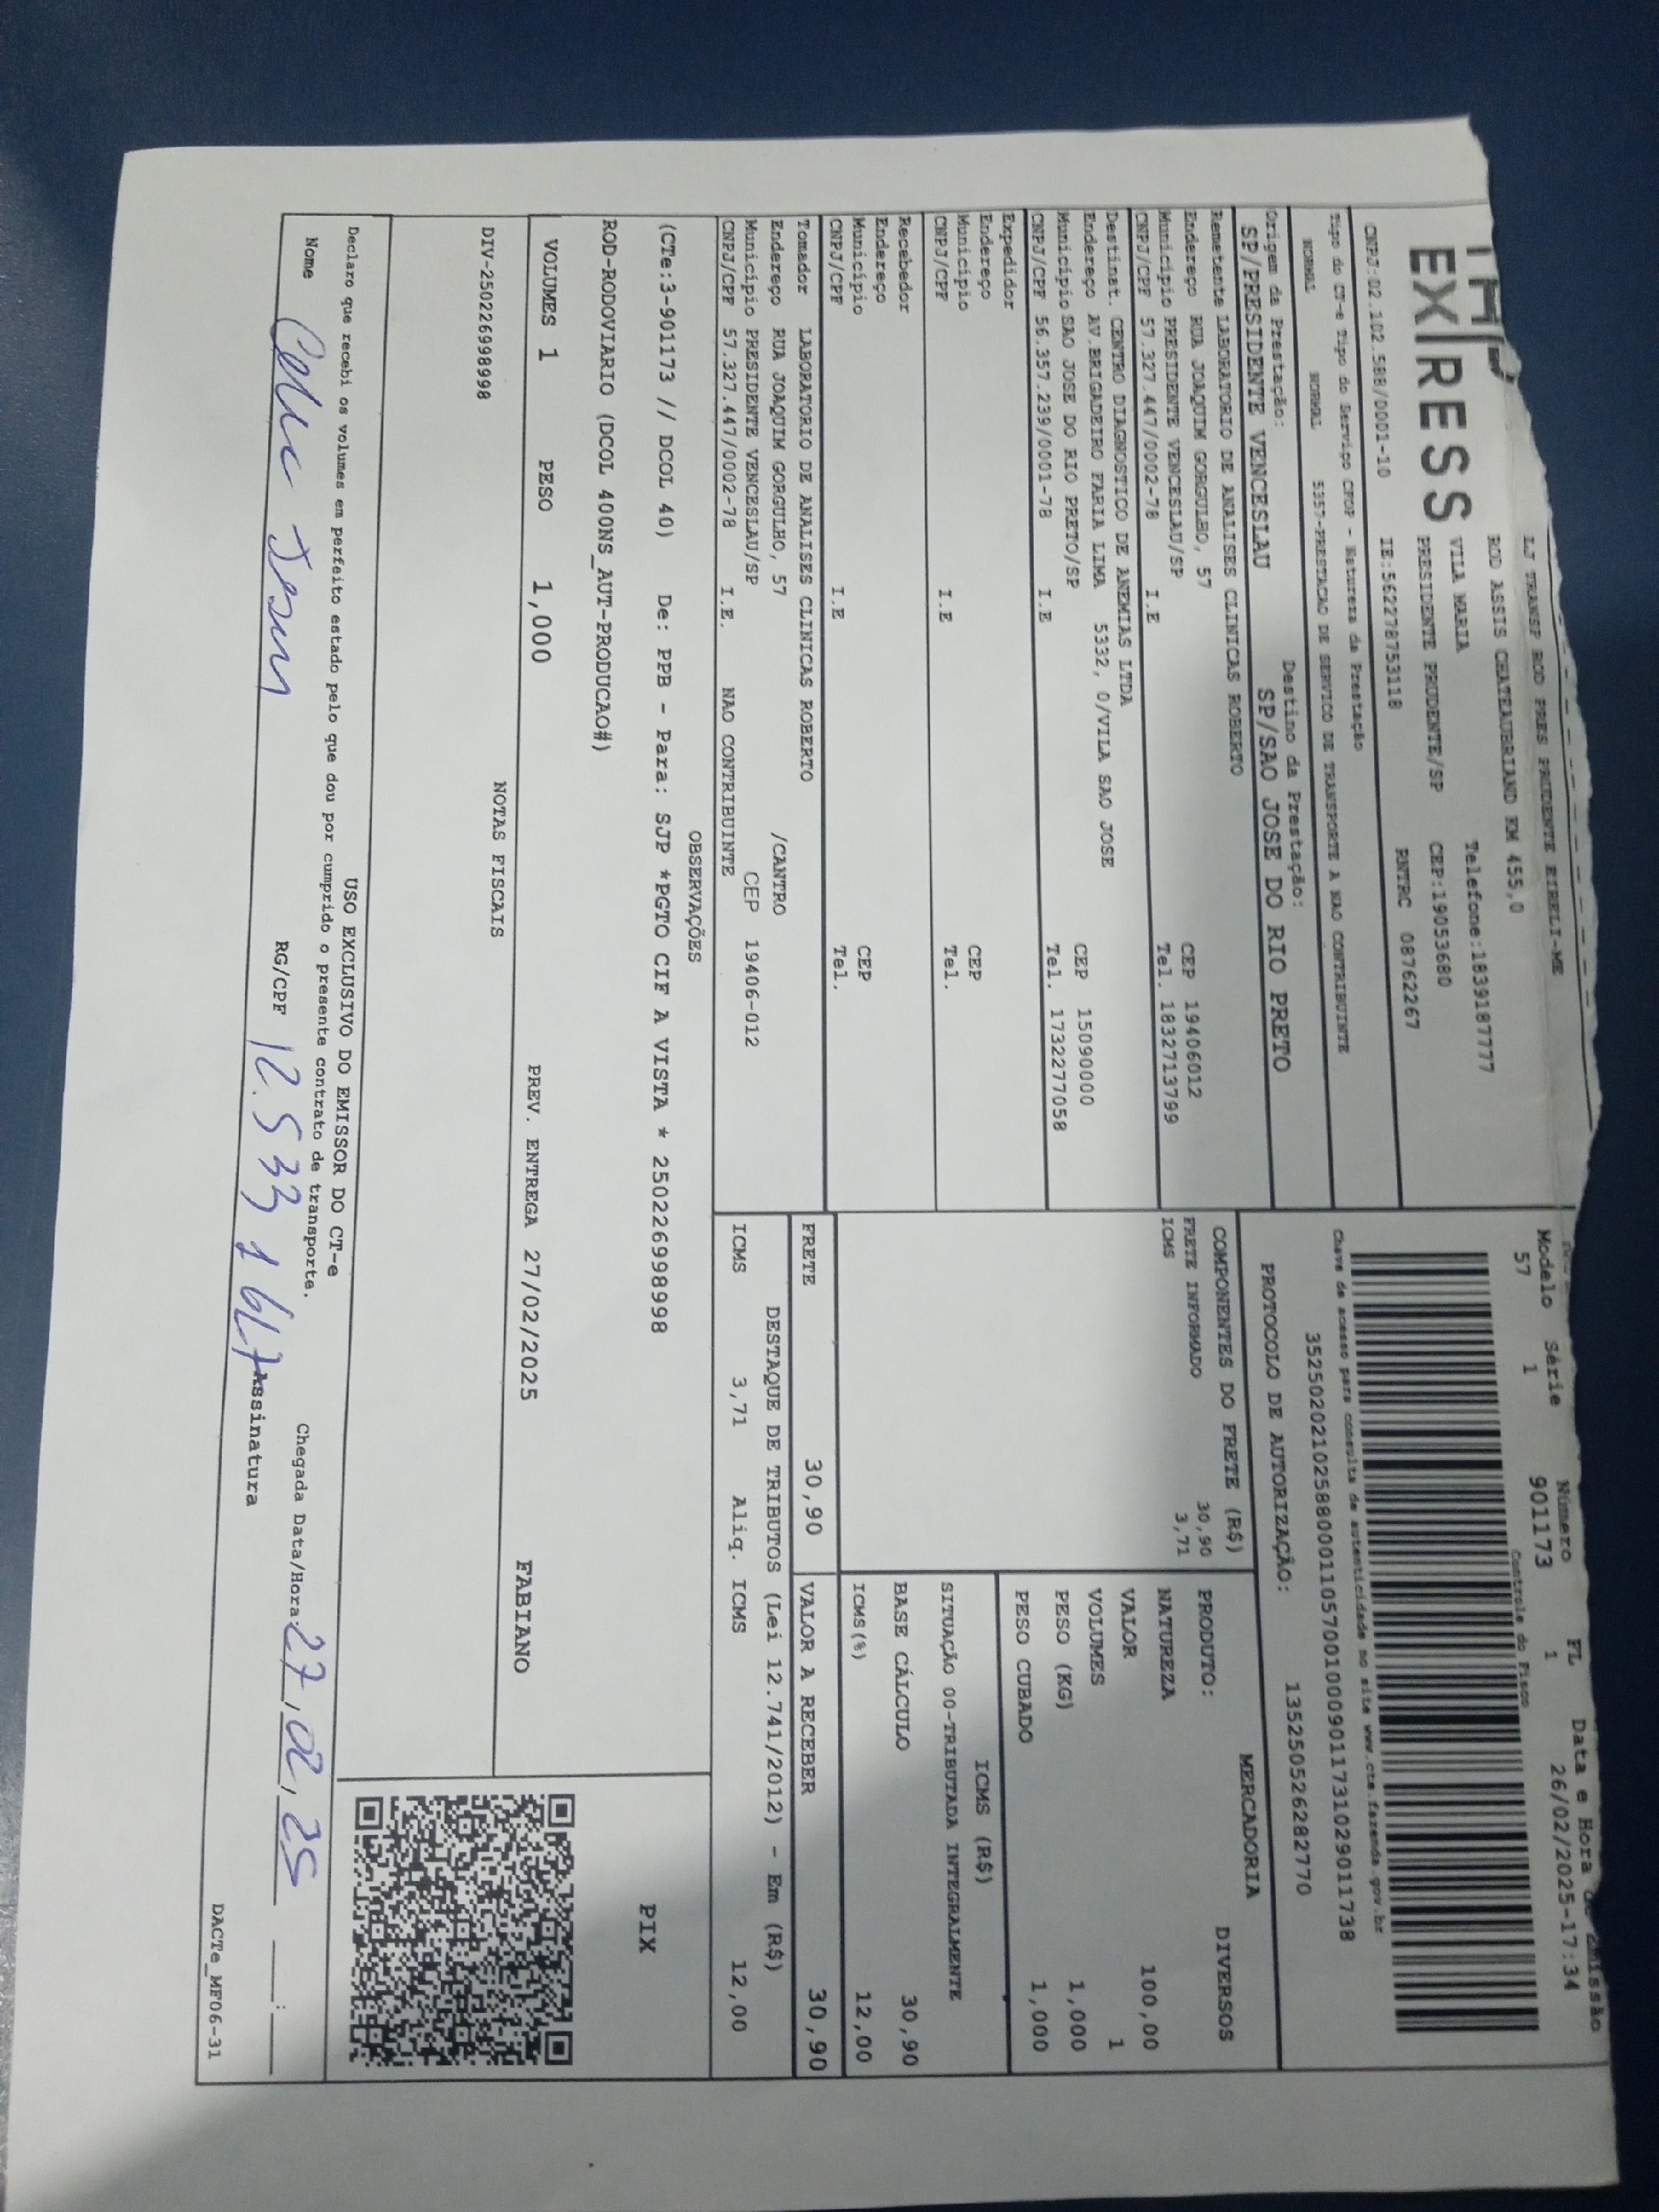 EXPRESS
LJ TRANSP ROD PRES PRUDENTE EIRELI-ME
ROD ASSIS CHATEAUBRIAND KM 455,0
VILA MARIA Telefone:1839187777
PRESIDENTE PRUDENTE/SP CEP:19053680
CNPJ:02.102.588/0001-10 IE:562278753118 RNTRC 08762267
Tipo do CT-e Tipo do Serviço CFOP - Natureza da Prestação
NORMAL NORMAL 5357-PRESTACAO DE SERVICO DE TRANSPORTE A NAO CONTRIBUINTE
Origem da Prestação: Destino da Prestação:
SP/PRESIDENTE VENCESLAU SP/SAO JOSE DO RIO PRETO
Remetente LABORATORIO DE ANALISES CLINICAS ROBERTO
Endereço RUA JOAQUIM GORGULHO, 57 CEP 19406012
Municipio PRESIDENTE VENCESLAU/SP Tel. 1832713799
CNPJ/CPF 57.327.447/0002-78 I.E
Destinat. CENTRO DIAGNOSTICO DE ANEMIAS LTDA
Endereço AV.BRIGADEIRO FARIA LIMA 5332, 0/VILA SAO JOSE
Municipio SAO JOSE DO RIO PRETO/SP CEP 15090000
CNPJ/CPF 56.357.239/0001-78 I.E Tel. 1732277058
Expedidor
Endereço
Municipio CEP
CNPJ/CPF I.E Tel.
Recebedor
Endereço
Municipio CEP
CNPJ/CPF I.E Tel.
Tomador LABORATORIO DE ANALISES CLINICAS ROBERTO
Endereço RUA JOAQUIM GORGULHO, 57 /CANTRO
Municipio PRESIDENTE VENCESLAU/SP CEP 19406-012
CNPJ/CPF 57.327.447/0002-78 I.E. NAO CONTRIBUINTE
Modelo Série Número FL Data e Hora de Emissão
57 1 901173 1 26/02/2025-17:34
Controle do Fisco
Chave de acesso para consulta de autenticidade no site www.cte.fazenda.gov.br
35250202102588000110570010009011731029011738
PROTOCOLO DE AUTORIZAÇÃO: 135250526282770
COMPONENTES DO FRETE (R$)
FRETE INFORMADO 30,90
ICMS 3,71
MERCADORIA
PRODUTO: DIVERSOS
NATUREZA
VALOR 100,00
VOLUMES 1
PESO (KG) 1,000
PESO CUBADO 1,000
ICMS (R$)
SITUAÇÃO 00-TRIBUTADA INTEGRALMENTE
BASE CÁLCULO 30,90
ICMS(%) 12,00
FRETE 30,90 VALOR A RECEBER 30,90
DESTAQUE DE TRIBUTOS (Lei 12.741/2012) - Em (R$)
ICMS 3,71 Aliq. ICMS 12,00
OBSERVAÇÕES
(CTe:3-901173 // DCOL 40) De: PPB - Para: SJP *PGTO CIF A VISTA * 250226998998
ROD-RODOVIARIO (DCOL 400NS_AUT-PRODUCAO#)
PIX
VOLUMES 1 PESO 1,000 PREV. ENTREGA 27/02/2025 FABIANO
NOTAS FISCAIS
DIV-250226998998
USO EXCLUSIVO DO EMISSOR DO CT-e
Declaro que recebi os volumes em perfeito estado pelo que dou por cumprido o presente contrato de transporte.
Chegada Data/Hora: 27,02,25 :
Nome RG/CPF Assinatura
DACTe_MF06-31